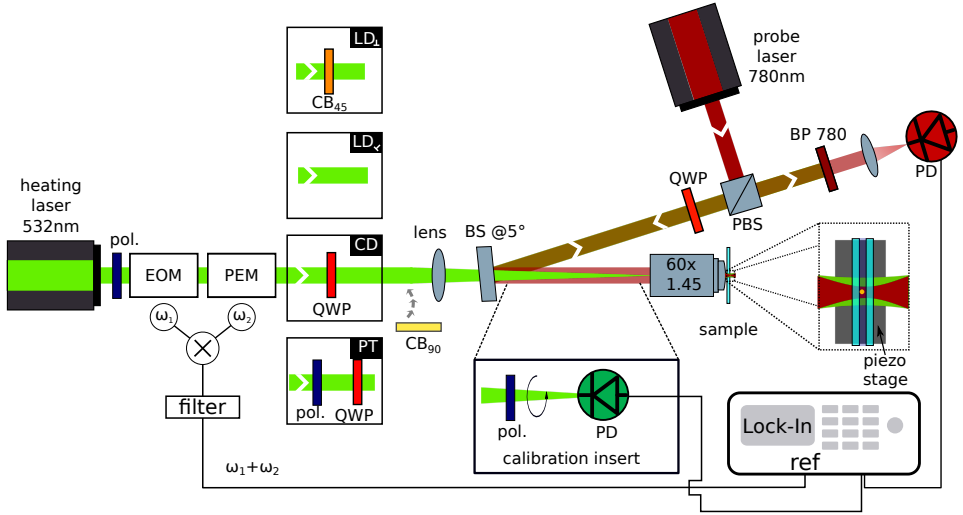 LD⊥
CB₄₅
LD∠
heating
laser
532nm
pol.
EOM
PEM
ω₁
ω₂
filter
ω₁+ω₂
CD
QWP
PT
pol.
QWP
lens
BS @5°
CB₉₀
probe
laser
780nm
QWP
PBS
BP 780
PD
60x
1.45
sample
piezo
stage
pol.
PD
calibration insert
Lock-In
ref